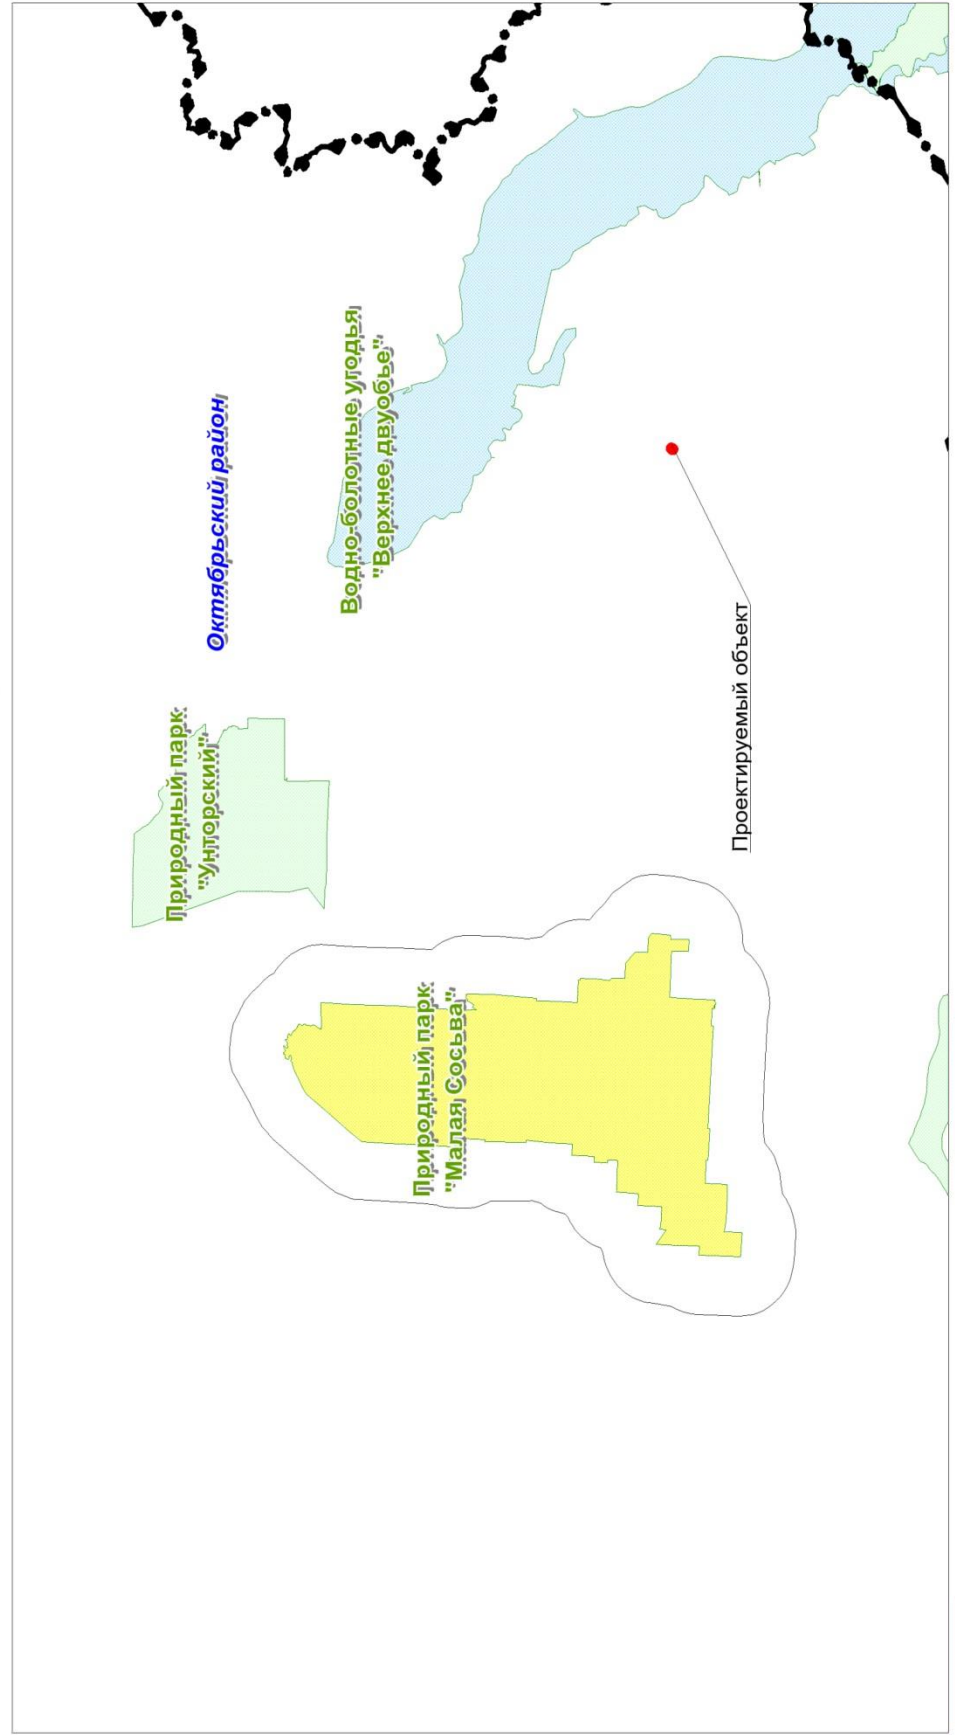 Природный парк
"Унторский"
Октябрьский район
Водно-болотные угодья
"Верхнее двуобье"
Природный парк
"Малая Сосьва"
Проектируемый объект